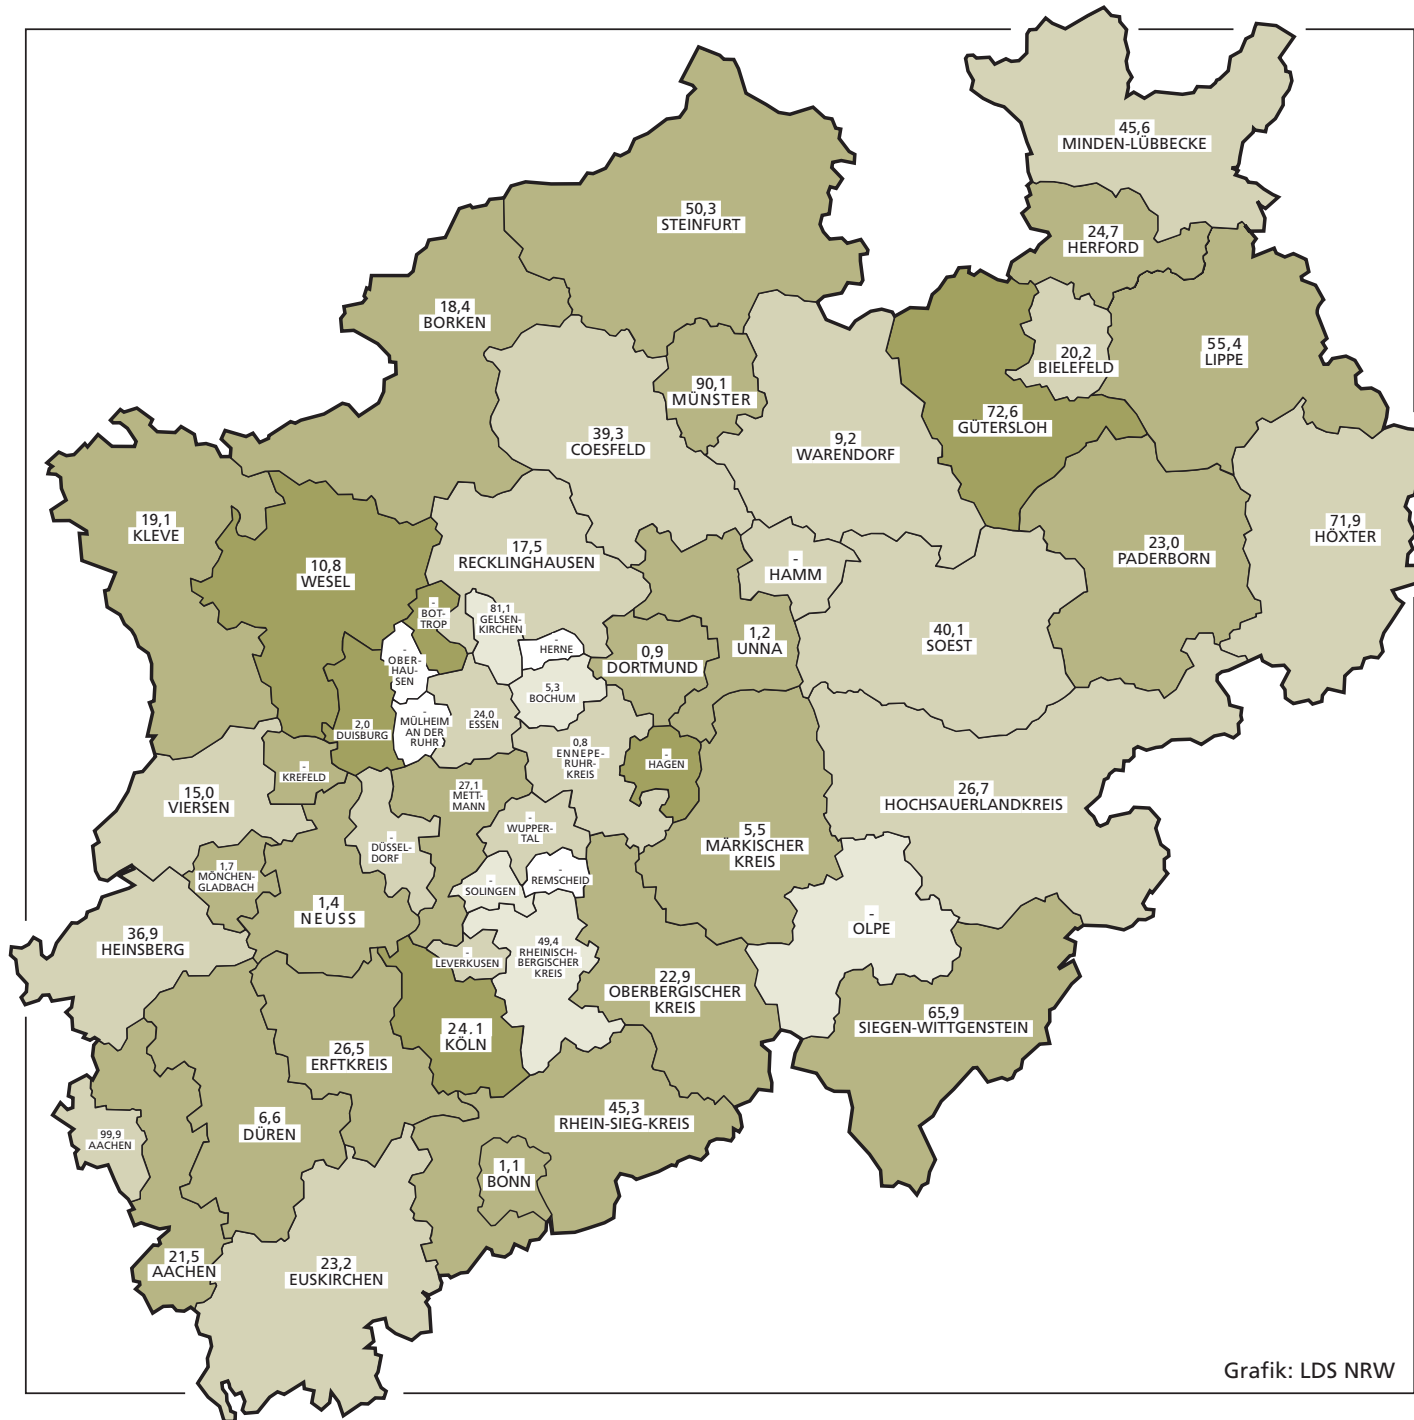 45,6
MINDEN-LÜBBECKE
50,3
STEINFURT
24,7
HERFORD
18,4
BORKEN
20,2
BIELEFELD
55,4
LIPPE
90,1
MÜNSTER
72,6
GÜTERSLOH
39,3
COESFELD
9,2
WARENDORF
19,1
KLEVE
71,9
HÖXTER
23,0
PADERBORN
17,5
RECKLINGHAUSEN
10,8
WESEL
-
HAMM
-
BOT-
TROP
81,1
GELSEN-
KIRCHEN
40,1
SOEST
1,2
UNNA
-
HERNE
0,9
DORTMUND
-
OBER-
HAU-
SEN
5,3
BOCHUM
2,0
DUISBURG
-
MÜLHEIM
AN DER
RUHR
24,0
ESSEN
0,8
ENNEPE-
RUHR-
KREIS
-
HAGEN
-
KREFELD
15,0
VIERSEN
27,1
METT-
MANN
26,7
HOCHSAUERLANDKREIS
-
WUPPER-
TAL
5,5
MÄRKISCHER
KREIS
-
DÜSSEL-
DORF
1,7
MÖNCHEN-
GLADBACH
-
SOLINGEN
-
REMSCHEID
1,4
NEUSS
-
OLPE
36,9
HEINSBERG
49,4
RHEINISCH-
BERGISCHER
KREIS
-
LEVERKUSEN
22,9
OBERBERGISCHER
KREIS
65,9
SIEGEN-WITTGENSTEIN
24.1
KÖLN
26,5
ERFTKREIS
45,3
RHEIN-SIEG-KREIS
6,6
DÜREN
99,9
AACHEN
1,1
BONN
21,5
AACHEN
23,2
EUSKIRCHEN
Grafik: LDS NRW